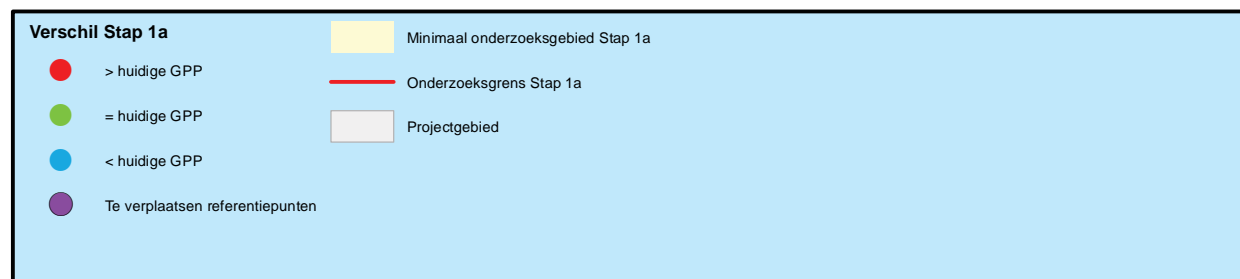 Verschil Stap 1a
> huidige GPP
= huidige GPP
< huidige GPP
Te verplaatsen referentiepunten
Minimaal onderzoeksgebied Stap 1a
Onderzoeksgrens Stap 1a
Projectgebied